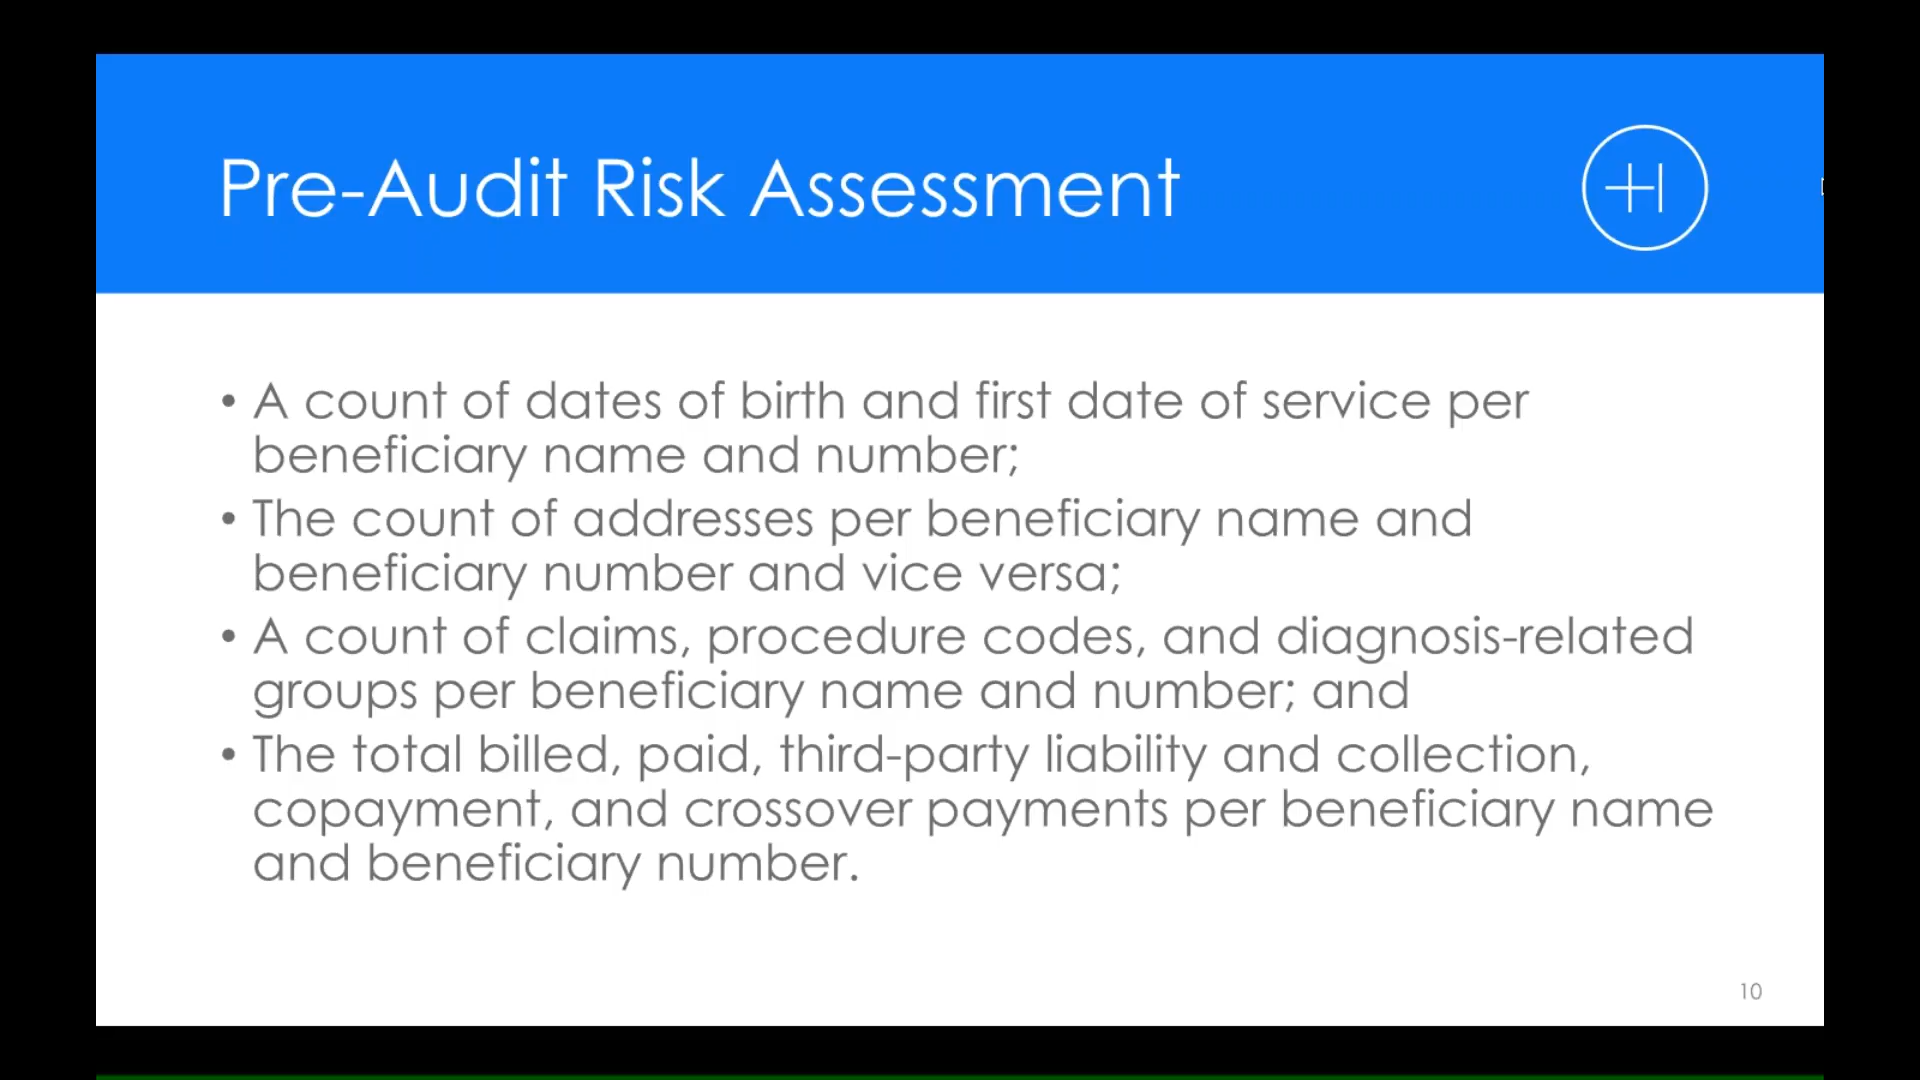 Pre-Audit Risk Assessment
• A count of dates of birth and first date of service per
beneficiary name and number;
• The count of addresses per beneficiary name and
beneficiary number and vice versa;
• A count of claims, procedure codes, and diagnosis-related
groups per beneficiary name and number; and
• The total billed, paid, third-party liability and collection,
copayment, and crossover payments per beneficiary name
and beneficiary number.
10